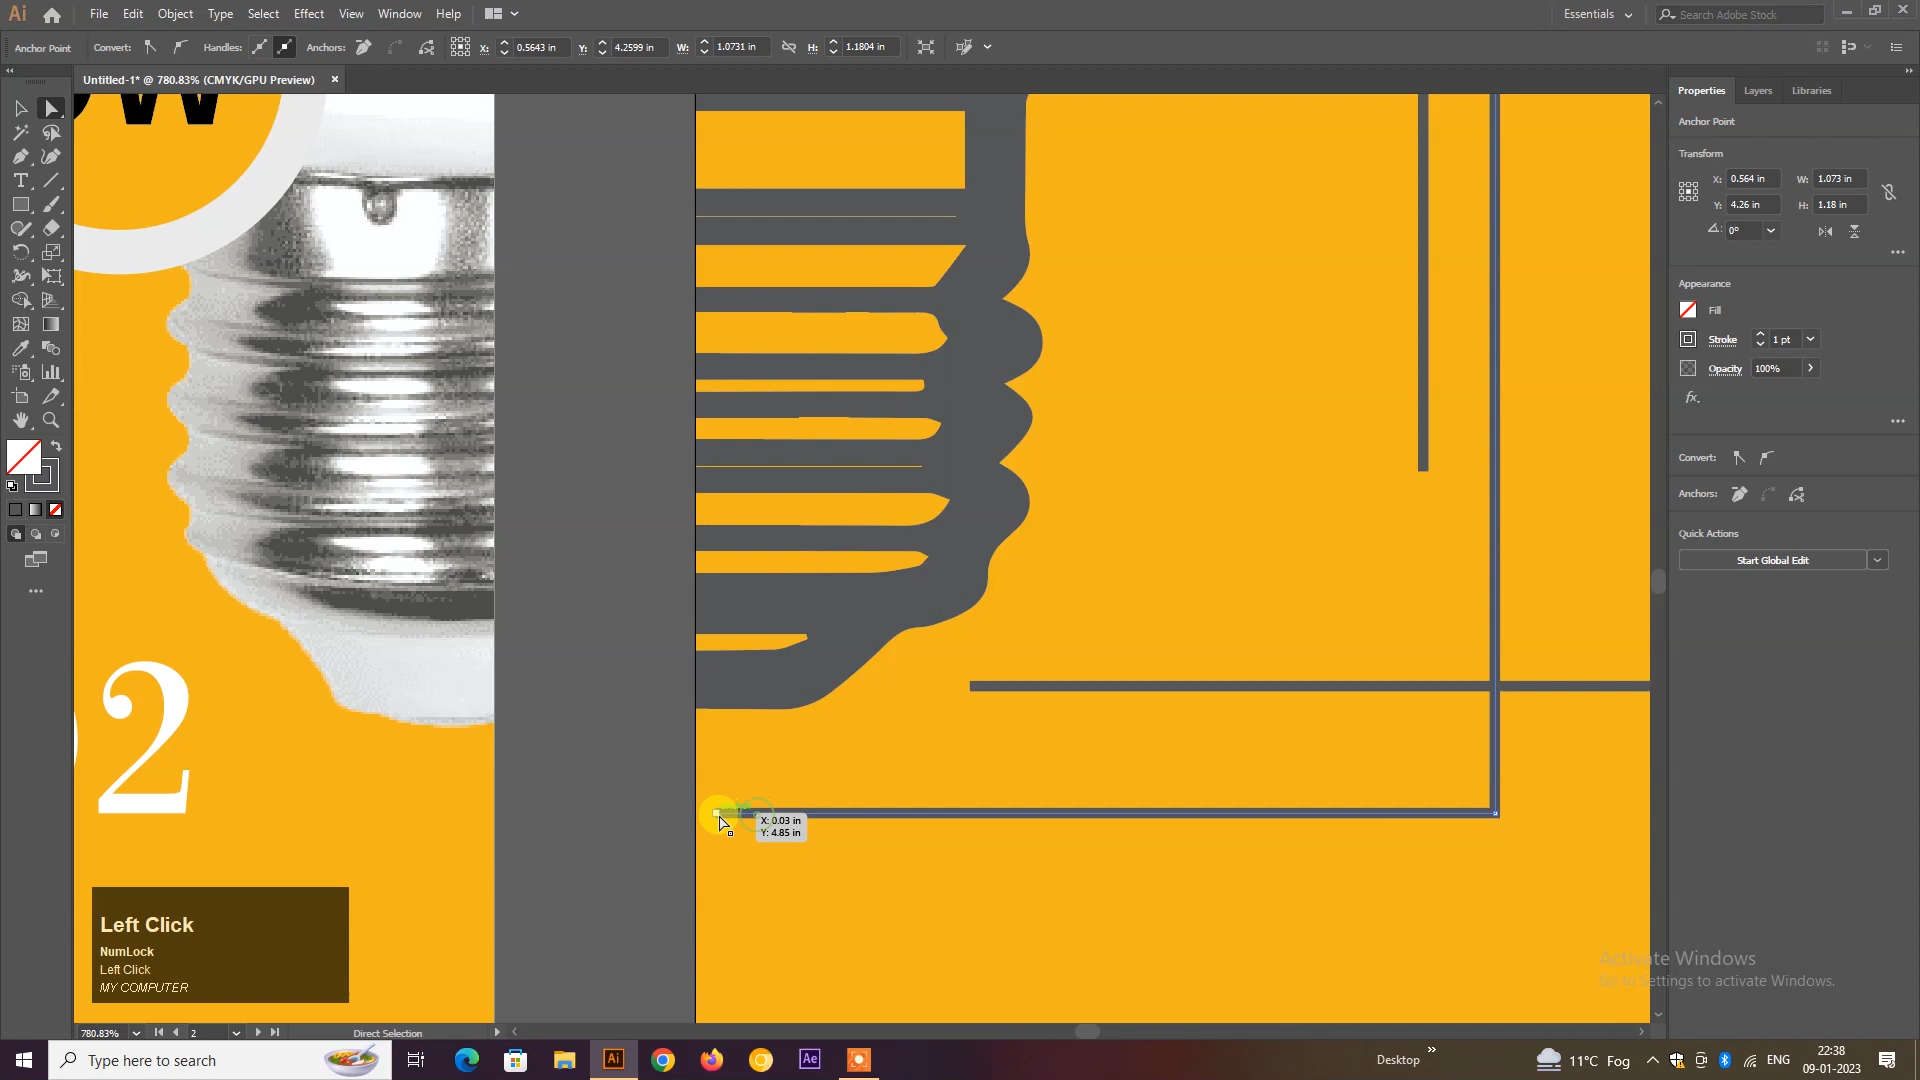 Ai File Edit Object Type Select Effect View Window Help Essentials Search Adobe Stock
Anchor Point Convert: Handles: Anchors: X: 0.5643 in Y: 4.2599 in W: 1.0731 in H: 1.1804 in
Untitled-1* @ 780.83% (CMYK/GPU Preview)
Properties Layers Libraries
Anchor Point
Transform
X: 0.564 in W: 1.073 in
Y: 4.26 in H: 1.18 in
0°
Appearance
Fill
Stroke 1 pt
Opacity 100%
fx.
Convert:
Anchors:
Quick Actions
Start Global Edit
2
X: 0.03 in
Y: 4.85 in
Left Click
NumLock
Left Click
MY COMPUTER
Activate Windows
Go to Settings to activate Windows.
780.83% 2 Direct Selection
Type here to search Ai Ae Desktop 11°C Fog ENG
22:38
09-01-2023